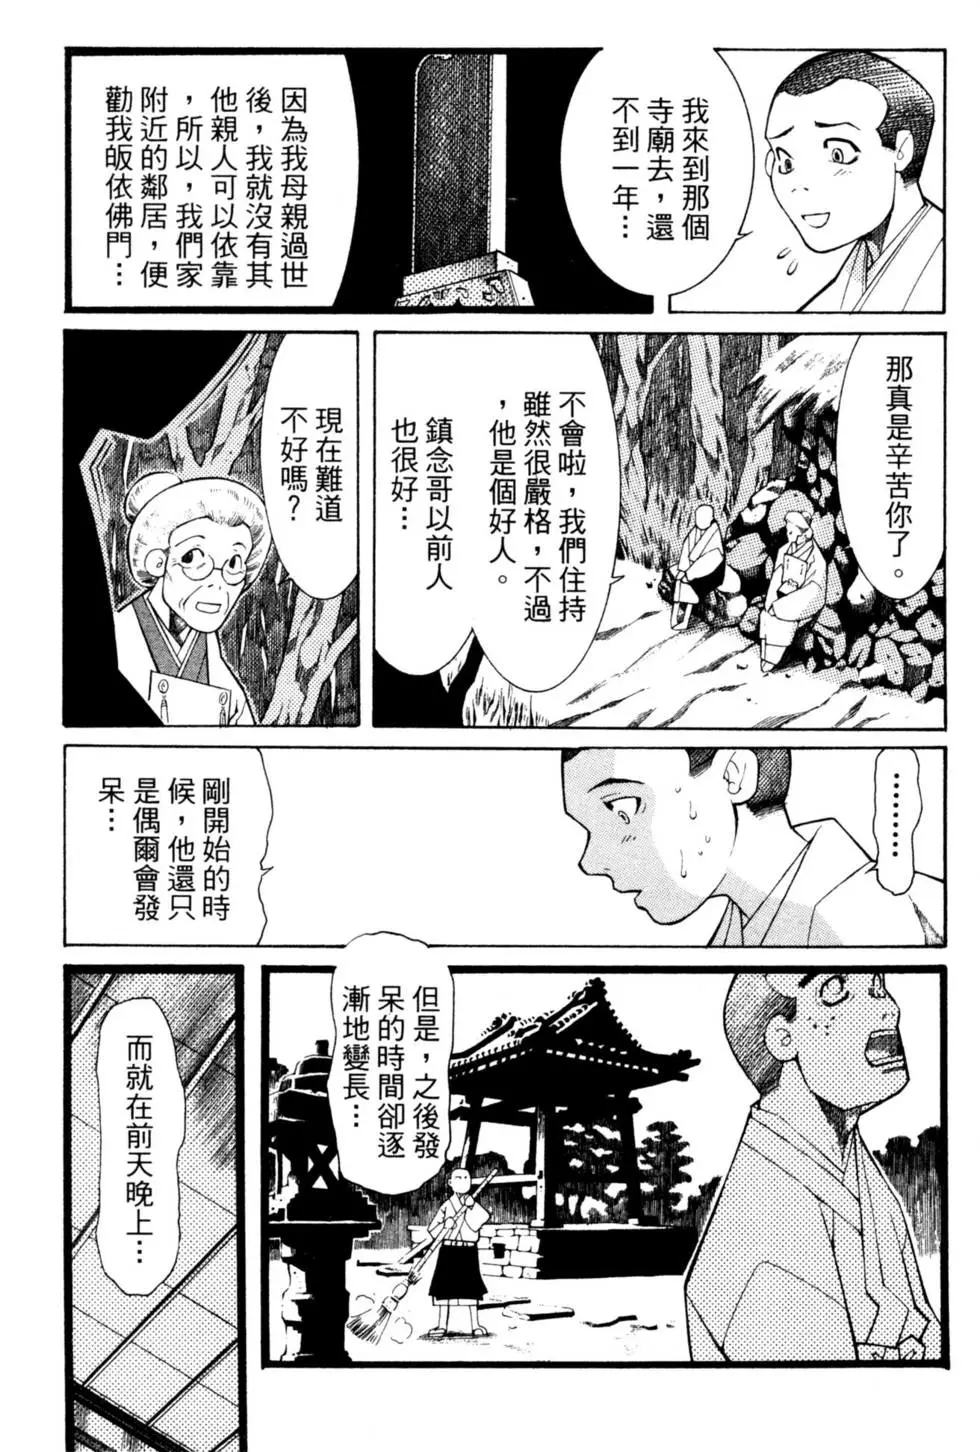 我來到那個
寺廟去，還
不到一年…
因為我母親過世
後，我就沒有其
他親人可以依靠
，所以，我們家
附近的鄰居，便
勸我皈依佛門…
那真是辛苦你了。
不會啦，我們住持
雖然很嚴格，不過
，他是個好人。
鎮念哥以前人
也很好…
現在難道
不好嗎？
………
剛開始的時
候，他還只
是偶爾會發
呆…
但是，之後發
呆的時間卻逐
漸地變長…
而就在前天晚上…